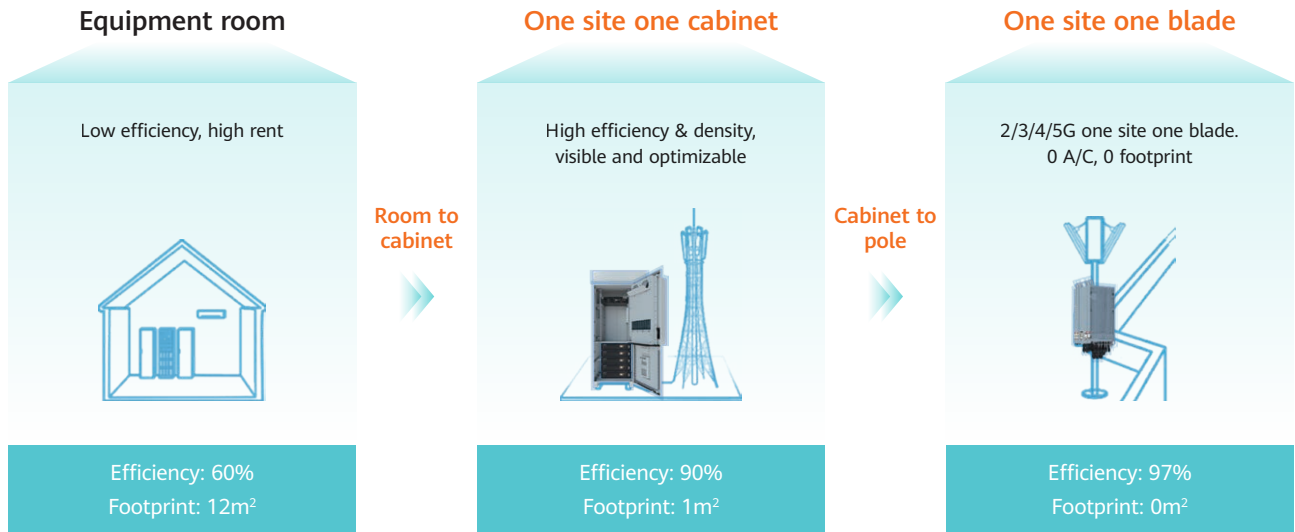 Equipment room
Low efficiency, high rent
Efficiency: 60%
Footprint: 12m²
Room to
cabinet
One site one cabinet
High efficiency & density,
visible and optimizable
Efficiency: 90%
Footprint: 1m²
Cabinet to
pole
One site one blade
2/3/4/5G one site one blade.
0 A/C, 0 footprint
Efficiency: 97%
Footprint: 0m²